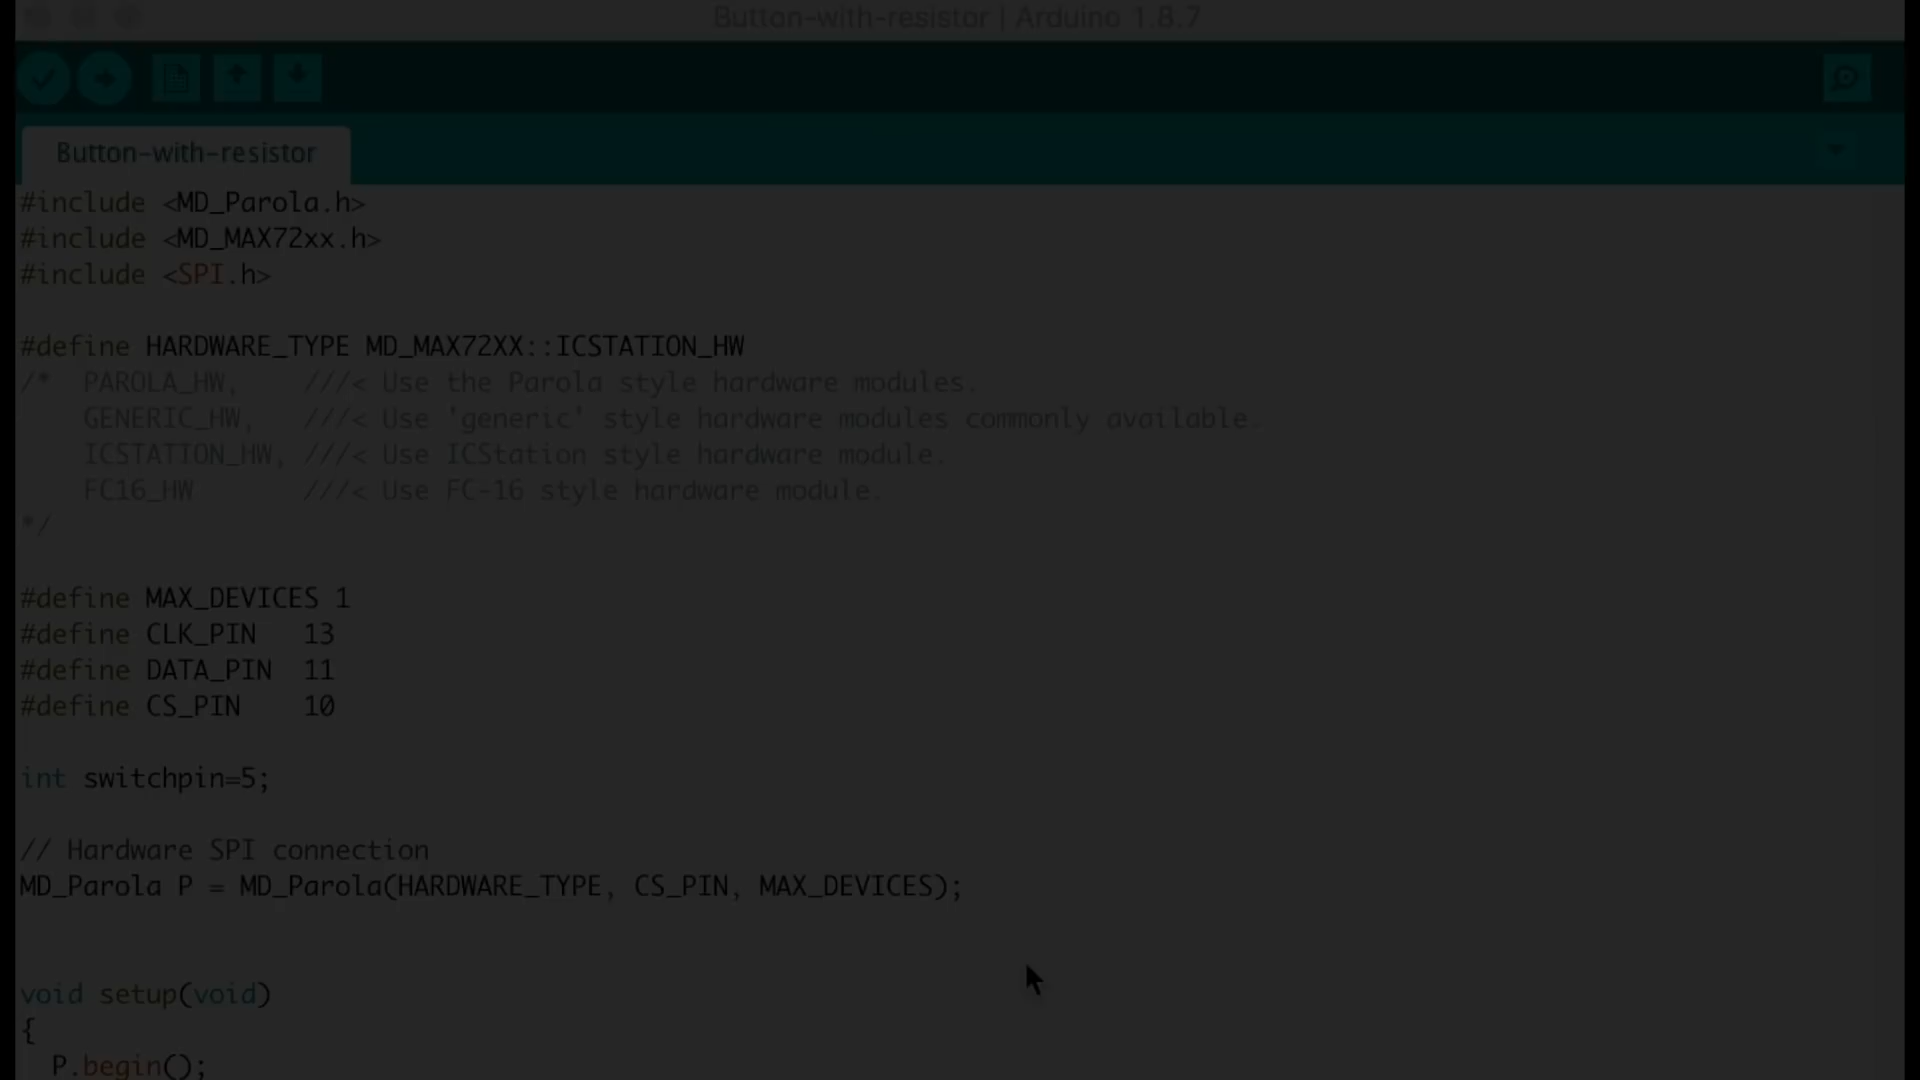 Button-with-resistor | Arduino 1.8.7
Button-with-resistor
#include <MD_Parola.h>
#include <MD_MAX72xx.h>
#include <SPI.h>
#define HARDWARE_TYPE MD_MAX72XX::ICSTATION_HW
/*  PAROLA_HW,    ///< Use the Parola style hardware modules.
    GENERIC_HW,   ///< Use 'generic' style hardware modules commonly available.
    ICSTATION_HW, ///< Use ICStation style hardware module.
    FC16_HW       ///< Use FC-16 style hardware module.
*/
#define MAX_DEVICES 1
#define CLK_PIN   13
#define DATA_PIN  11
#define CS_PIN    10
int switchpin=5;
// Hardware SPI connection
MD_Parola P = MD_Parola(HARDWARE_TYPE, CS_PIN, MAX_DEVICES);
void setup(void)
{
  P.begin();